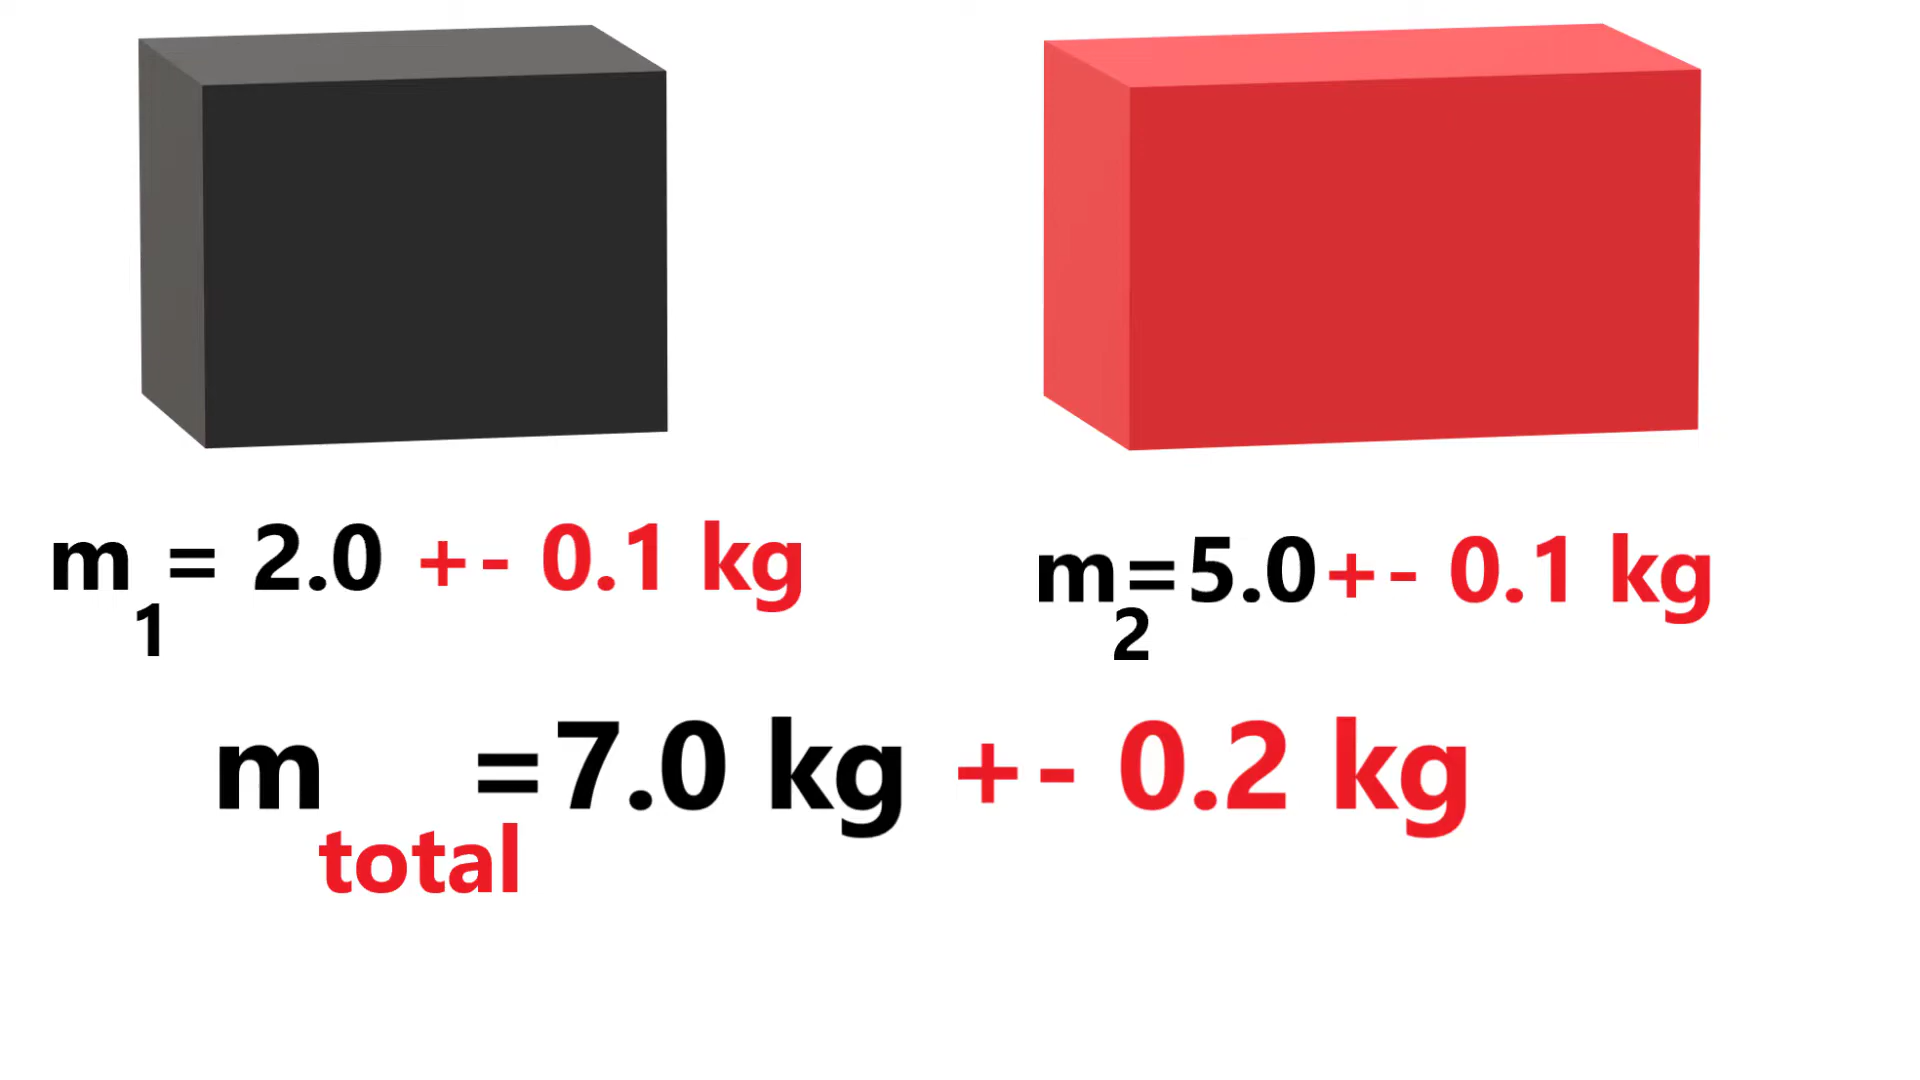 m1 = 2.0 +- 0.1 kg
m2=5.0+- 0.1 kg
mtotal =7.0 kg +- 0.2 kg